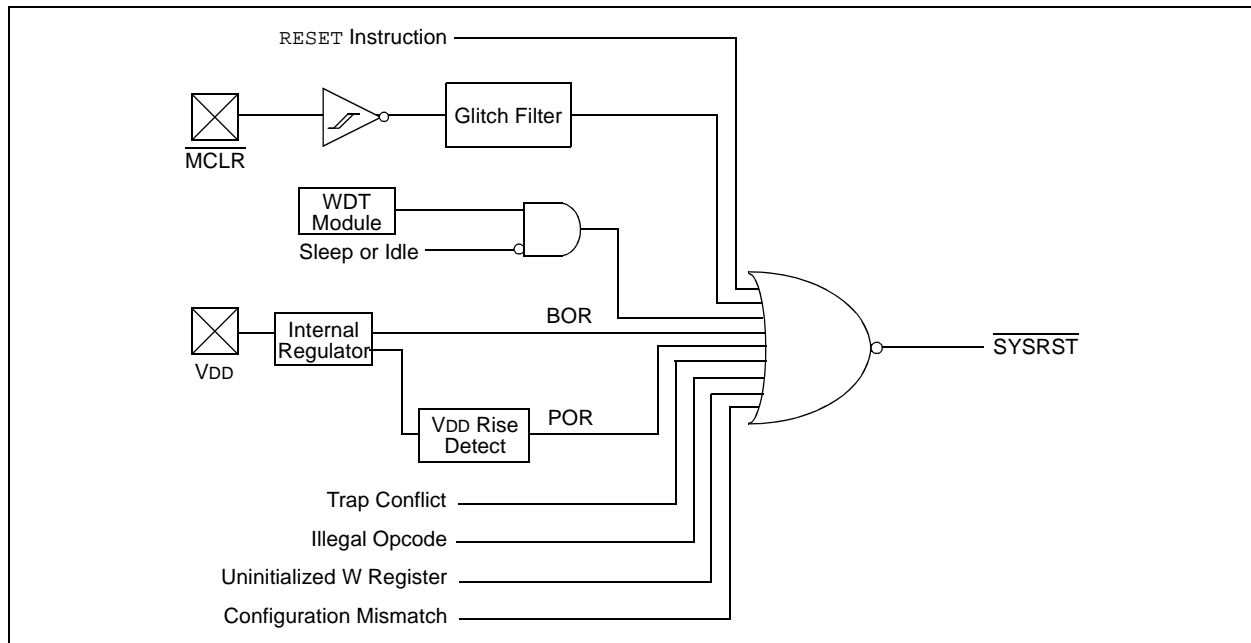 RESET Instruction
Glitch Filter
MCLR
WDT
Module
Sleep or Idle
BOR
Internal
Regulator
VDD
SYSRST
POR
VDD Rise
Detect
Trap Conflict
Illegal Opcode
Uninitialized W Register
Configuration Mismatch